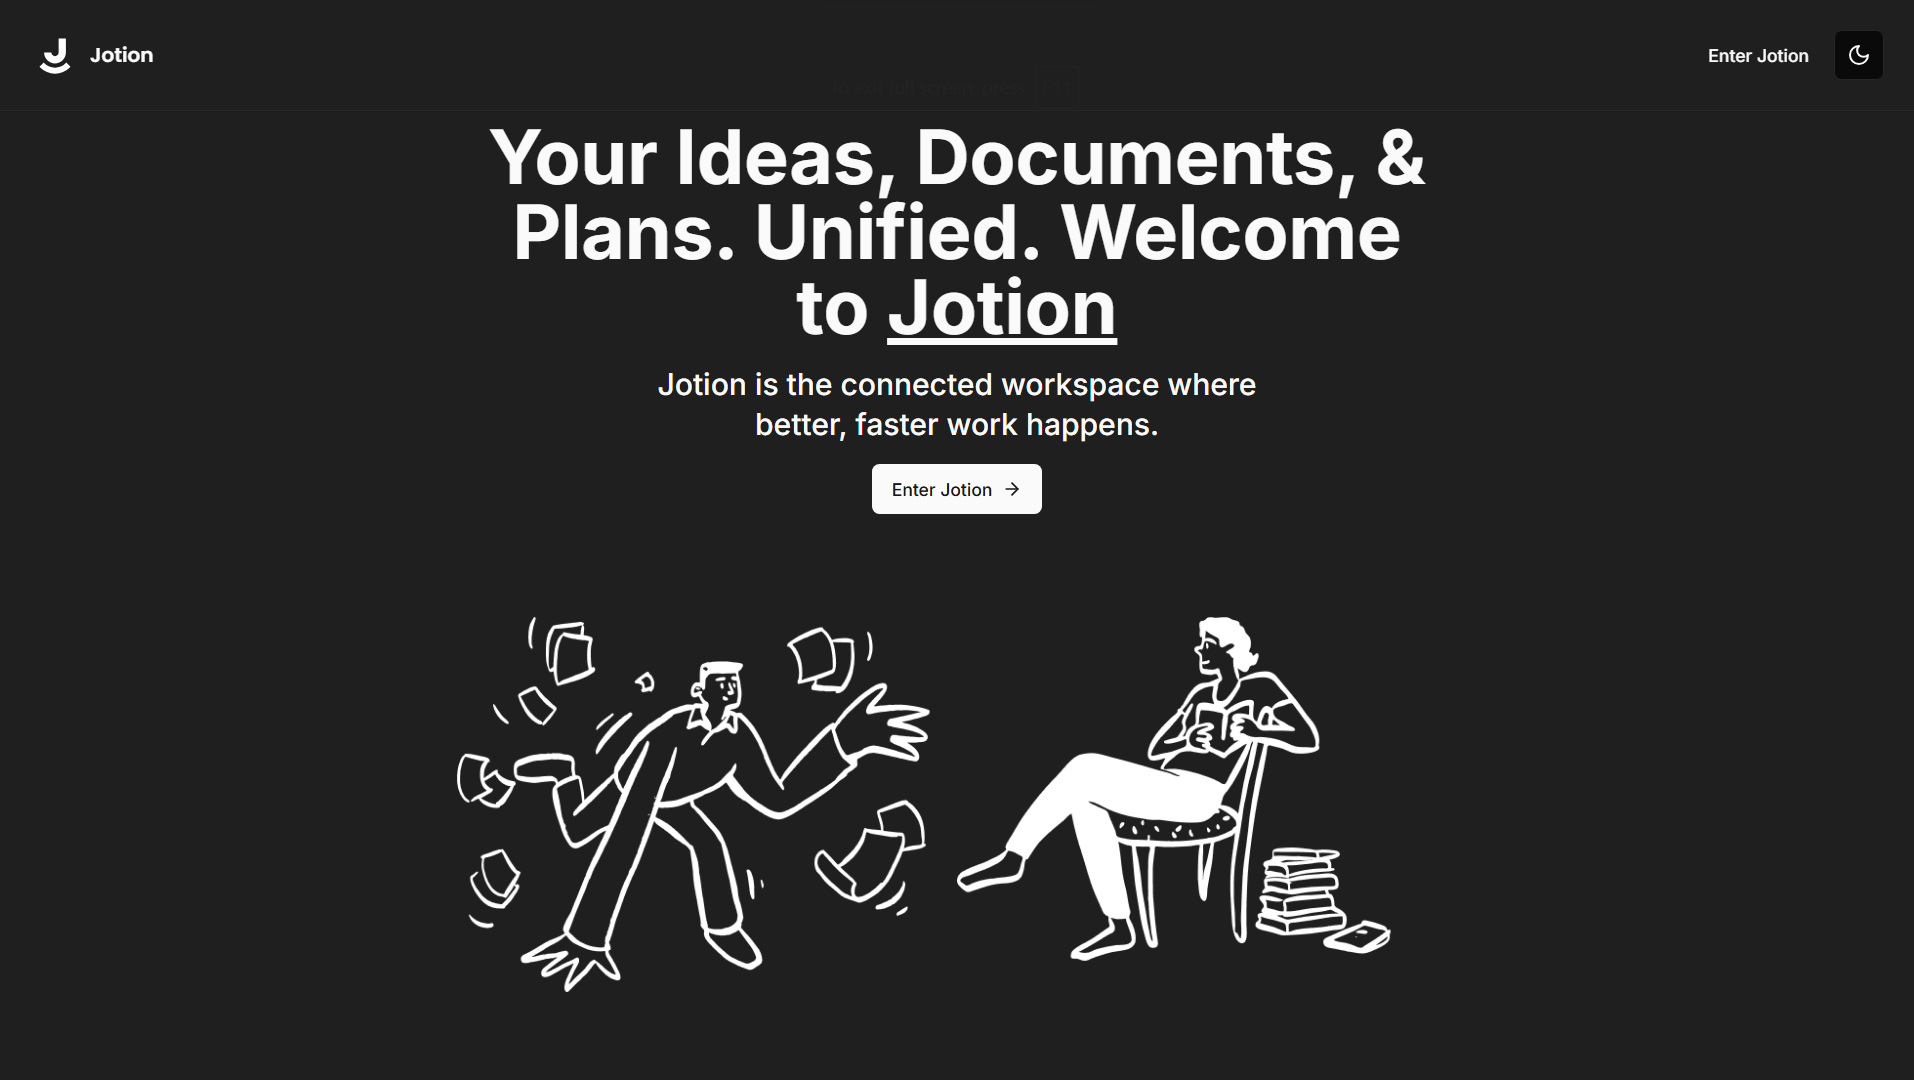 Jotion
Enter Jotion
To exit full screen, press F11
Your Ideas, Documents, &
Plans. Unified. Welcome
to Jotion
Jotion is the connected workspace where
better, faster work happens.
Enter Jotion